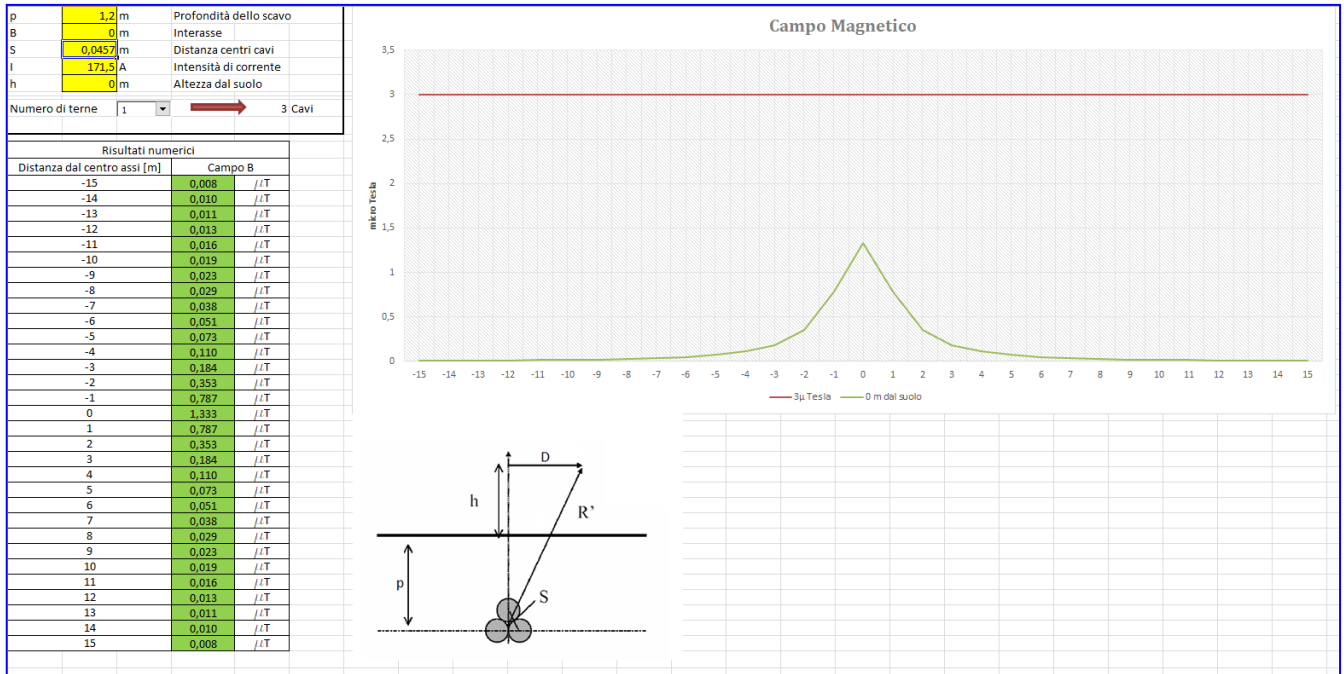 p 1,2 m Profondità dello scavo
B 0 m Interasse
S 0,0457 m Distanza centri cavi
I 171,5 A Intensità di corrente
h 0 m Altezza dal suolo
Numero di terne 1 3 Cavi
Risultati numerici
Distanza dal centro assi [m] Campo B
-15 0,008 μT
-14 0,010 μT
-13 0,011 μT
-12 0,013 μT
-11 0,016 μT
-10 0,019 μT
-9 0,023 μT
-8 0,029 μT
-7 0,038 μT
-6 0,051 μT
-5 0,073 μT
-4 0,110 μT
-3 0,184 μT
-2 0,353 μT
-1 0,787 μT
0 1,333 μT
1 0,787 μT
2 0,353 μT
3 0,184 μT
4 0,110 μT
5 0,073 μT
6 0,051 μT
7 0,038 μT
8 0,029 μT
9 0,023 μT
10 0,019 μT
11 0,016 μT
12 0,013 μT
13 0,011 μT
14 0,010 μT
15 0,008 μT
Campo Magnetico
3,5
3
2,5
2
1,5
1
0,5
0
micro Tesla
-15 -14 -13 -12 -11 -10 -9 -8 -7 -6 -5 -4 -3 -2 -1 0 1 2 3 4 5 6 7 8 9 10 11 12 13 14 15
3μ Tesla 0 m dal suolo
D
h
R'
p
S